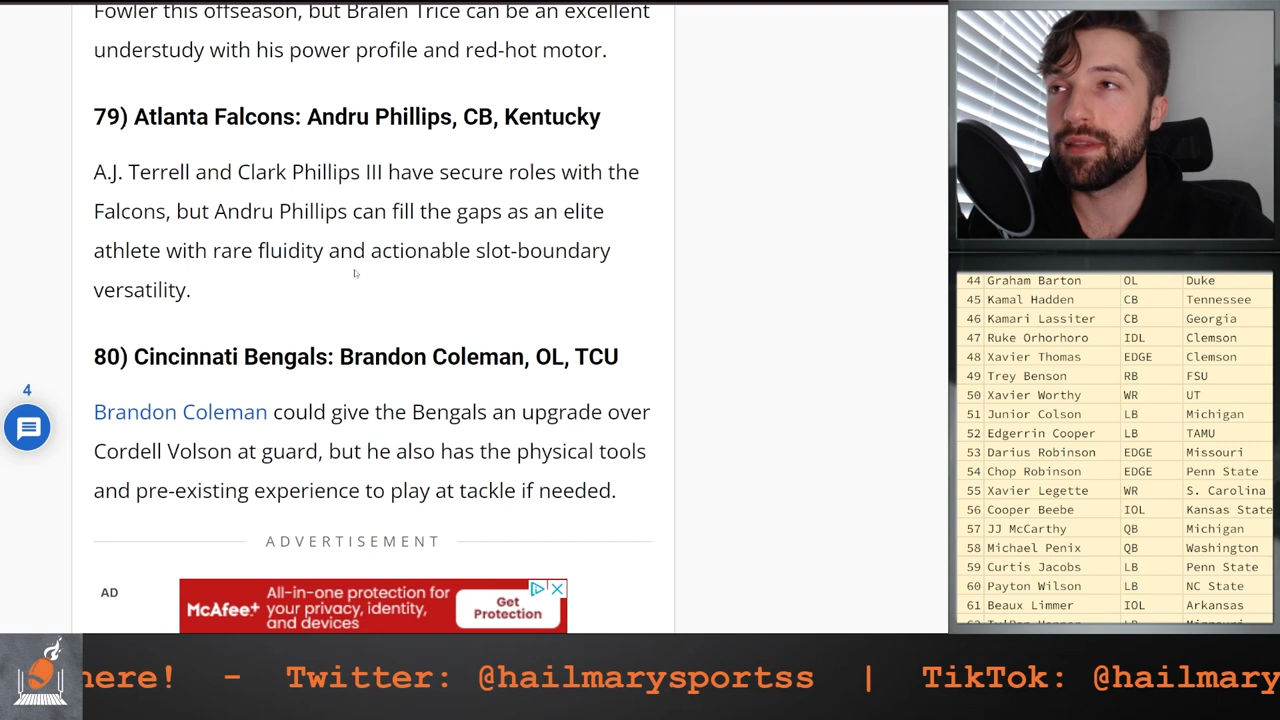 Fowler this offseason, but Bralen Trice can be an excellent
understudy with his power profile and red-hot motor.
79) Atlanta Falcons: Andru Phillips, CB, Kentucky
A.J. Terrell and Clark Phillips III have secure roles with the
Falcons, but Andru Phillips can fill the gaps as an elite
athlete with rare fluidity and actionable slot-boundary
versatility.
80) Cincinnati Bengals: Brandon Coleman, OL, TCU
4
Brandon Coleman could give the Bengals an upgrade over
Cordell Volson at guard, but he also has the physical tools
and pre-existing experience to play at tackle if needed.
ADVERTISEMENT
AD
McAfee+
All-in-one protection for
your privacy, identity,
and devices
Get
Protection
44 Graham Barton OL Duke
45 Kamal Hadden CB Tennessee
46 Kamari Lassiter CB Georgia
47 Ruke Orhorhoro IDL Clemson
48 Xavier Thomas EDGE Clemson
49 Trey Benson RB FSU
50 Xavier Worthy WR UT
51 Junior Colson LB Michigan
52 Edgerrin Cooper LB TAMU
53 Darius Robinson EDGE Missouri
54 Chop Robinson EDGE Penn State
55 Xavier Legette WR S. Carolina
56 Cooper Beebe IOL Kansas State
57 JJ McCarthy QB Michigan
58 Michael Penix QB Washington
59 Curtis Jacobs LB Penn State
60 Payton Wilson LB NC State
61 Beaux Limmer IOL Arkansas
here! - Twitter: @hailmarysportss | TikTok: @hailmary